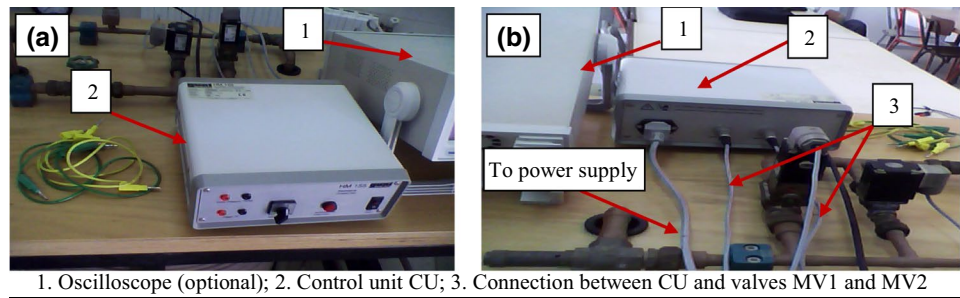 (a)
1
2
HM 155
(b)
1
2
3
To power supply
1. Oscilloscope (optional); 2. Control unit CU; 3. Connection between CU and valves MV1 and MV2